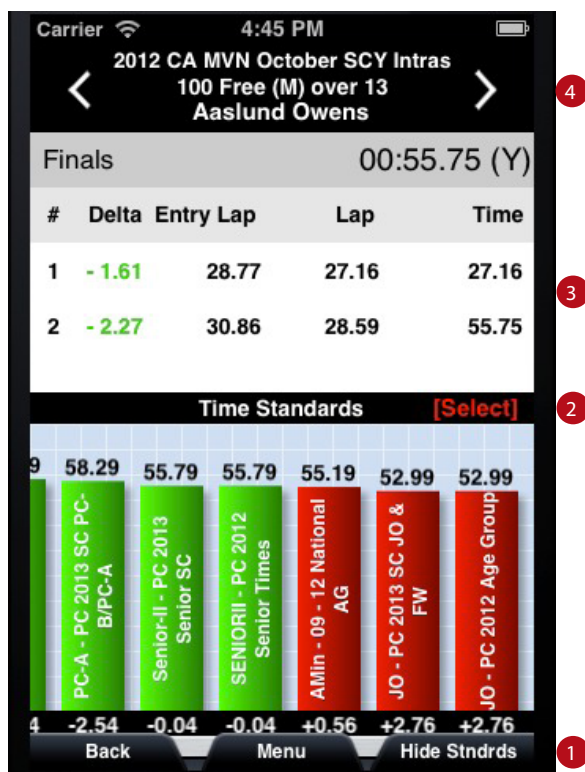 Carrier 4:45 PM
2012 CA MVN October SCY Intras
100 Free (M) over 13
Aaslund Owens
4
Finals 00:55.75 (Y)
# Delta Entry Lap Lap Time
1 - 1.61 28.77 27.16 27.16
3
2 - 2.27 30.86 28.59 55.75
Time Standards [Select]
2
9 58.29 55.79 55.79 55.19 52.99 52.99
PC-A - PC 2013 SC PC-
B/PC-A
Senior-II - PC 2013
Senior SC
SENIORII - PC 2012
Senior Times
AMin - 09 - 12 National
AG
JO - PC 2013 SC JO &
FW
JO - PC 2012 Age Group
4 -2.54 -0.04 -0.04 +0.56 +2.76 +2.76
Back Menu Hide Stndrds
1